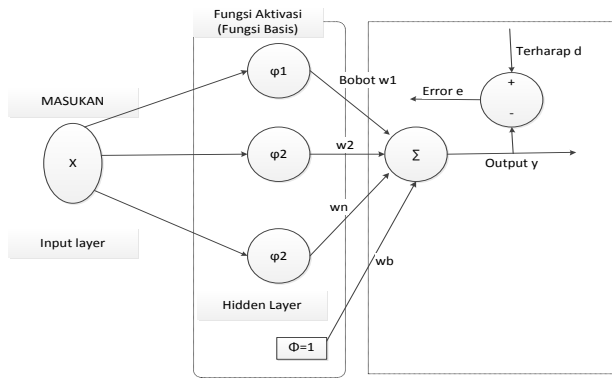 Fungsi Aktivasi
(Fungsi Basis)
Terharap d
φ1
Bobot w1
Error e
+
-
MASUKAN
X
φ2
w2
Σ
Output y
wn
Input layer
φ2
wb
Hidden Layer
Φ=1